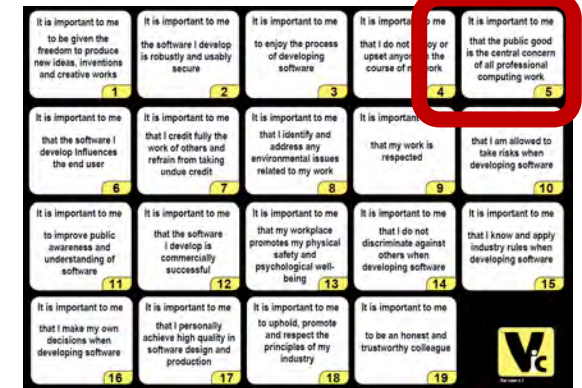 It is important to me
to be given the
freedom to produce
new ideas, inventions
and creative works
1
It is important to me
the software I develop
is robustly and usably
secure
2
It is important to me
to enjoy the process
of developing
software
3
It is important to me
that I do not or
upset anyone the
course of my work
4
It is important to me
that the public good
is the central concern
of all professional
computing work
5
It is important to me
that the software I
develop Influences
the end user
6
It is important to me
that I credit fully the
work of others and
refrain from taking
undue credit
7
It is important to me
that I identify and
address any
environmental issues
related to my work
8
It is important
that my work is
respected
9
important to me
that I am allowed to
take risks when
developing software
10
It is important to me
to improve public
awareness and
understanding of
software
11
It is important to me
that the software
I develop is
commercially
successful
12
It is important to me
that my workplace
promotes my physical
safety and
psychological well-
being
13
It is important to me
that I do not
discriminate against
others when
developing software
14
It is important to me
that I know and apply
industry rules when
developing software
15
It is important to me
that I make my own
decisions when
developing software
16
It is important to me
that I personally
achieve high quality in
software design and
production
17
It is important to me
to uphold, promote
and respect the
principles of my
industry
18
It is important to me
to be an honest and
trustworthy colleague
19
Vic